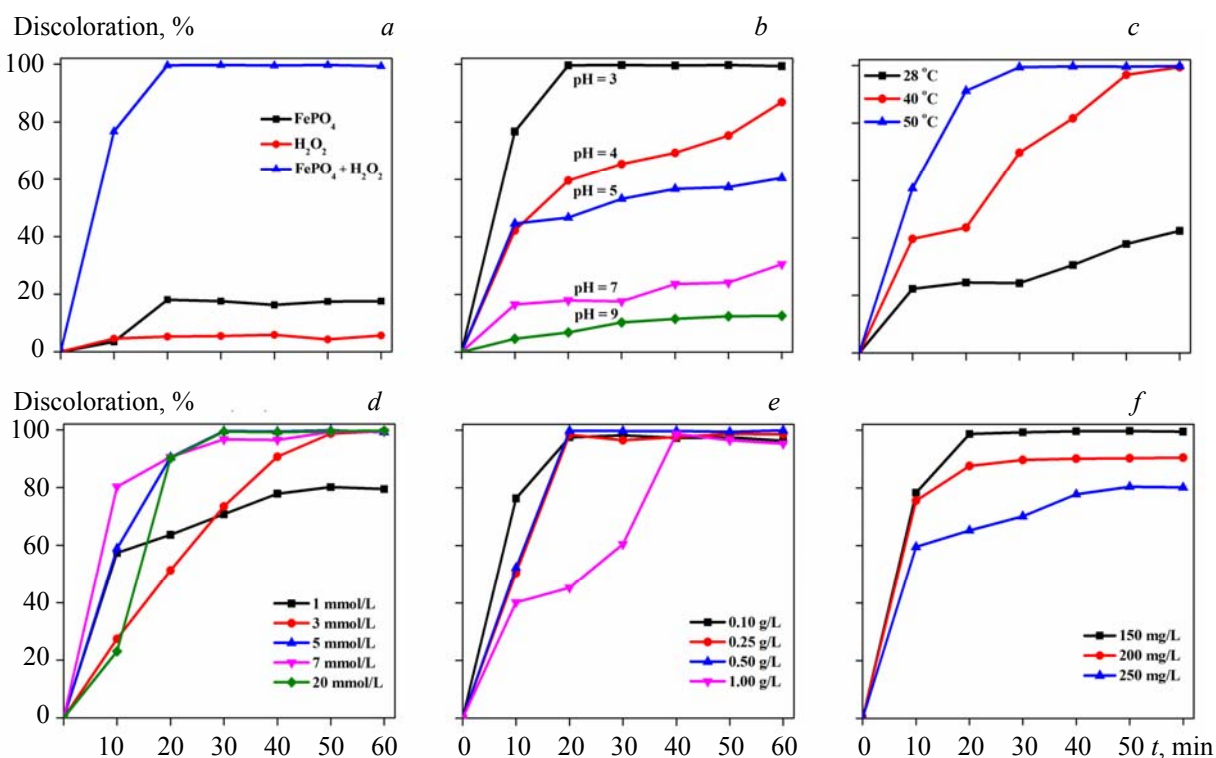 Discoloration, % a b c
100
80
60
40
20
0
FePO₄
H₂O₂
FePO₄ + H₂O₂
pH = 3
pH = 4
pH = 5
pH = 7
pH = 9
28 °C
40 °C
50 °C
Discoloration, % d e f
100
80
60
40
20
0
1 mmol/L
3 mmol/L
5 mmol/L
7 mmol/L
20 mmol/L
0.10 g/L
0.25 g/L
0.50 g/L
1.00 g/L
150 mg/L
200 mg/L
250 mg/L
10 20 30 40 50 60 0 10 20 30 40 50 60 0 10 20 30 40 50 t, min